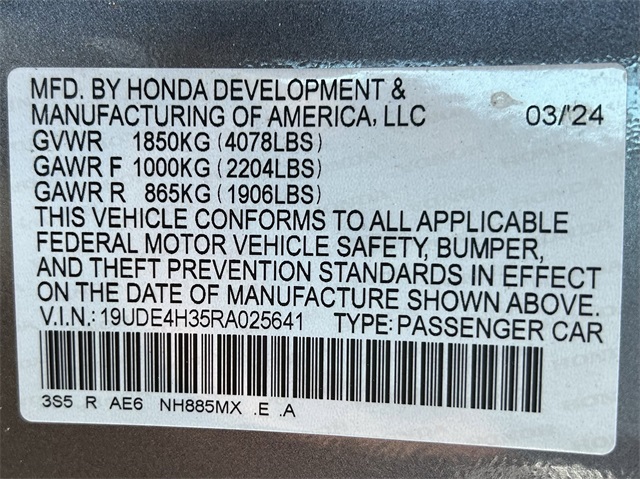 MFD. BY HONDA DEVELOPMENT &
MANUFACTURING OF AMERICA, LLC 03/'24
GVWR 1850KG (4078LBS)
GAWR F 1000KG (2204LBS)
GAWR R 865KG (1906LBS)
THIS VEHICLE CONFORMS TO ALL APPLICABLE
FEDERAL MOTOR VEHICLE SAFETY, BUMPER,
AND THEFT PREVENTION STANDARDS IN EFFECT
ON THE DATE OF MANUFACTURE SHOWN ABOVE.
V.I.N.: 19UDE4H35RA025641 TYPE: PASSENGER CAR
3S5 R AE6 NH885MX .E .A